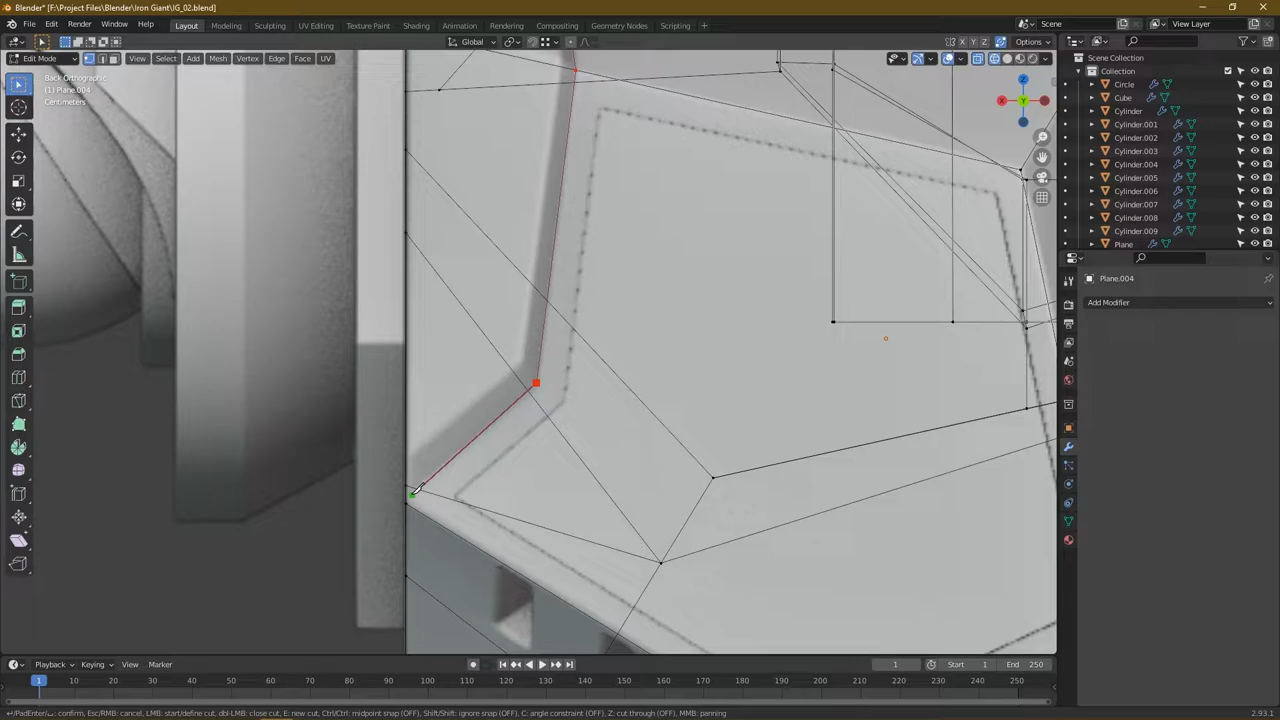 Blender* [F:\Project Files\Blender\Iron Giant\IG_02.blend]
File Edit Render Window Help Layout Modeling Sculpting UV Editing Texture Paint Shading Animation Rendering Compositing Geometry Nodes Scripting + Scene View Layer
Global X Y Z Options
Edit Mode View Select Add Mesh Vertex Edge Face UV
Back Orthographic
(1) Plane.004
Centimeters
Z
X Y
Scene Collection
Collection
Circle
Cube
Cylinder
Cylinder.001
Cylinder.002
Cylinder.003
Cylinder.004
Cylinder.005
Cylinder.006
Cylinder.007
Cylinder.008
Cylinder.009
Plane
Plane.004
Add Modifier
Playback Keying View Marker 1 Start 1 End 250
1 10 20 30 40 50 60 70 80 90 100 110 120 130 140 150 160 170 180 190 200 210 220 230 240 250
↵/PadEnter/⎵: confirm, Esc/RMB: cancel, LMB: start/define cut, dbl-LMB: close cut, E: new cut, Ctrl/Ctrl: midpoint snap (OFF), Shift/Shift: ignore snap (OFF), C: angle constraint (OFF), Z: cut through (OFF), MMB: panning 2.93.1